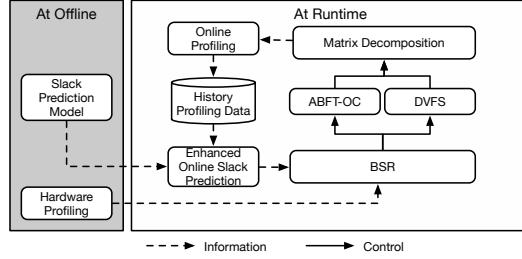 At Offline
At Runtime
Online
Profiling
Matrix Decomposition
Slack
Prediction
Model
History
Profiling Data
ABFT-OC
DVFS
Enhanced
Online Slack
Prediction
BSR
Hardware
Profiling
Information
Control